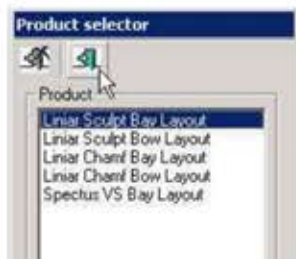 Product selector
Product
Liniar Sculpt Bay Layout
Liniar Sculpt Bow Layout
Liniar Chamf Bay Layout
Liniar Chamf Bow Layout
Spectus VS Bay Layout